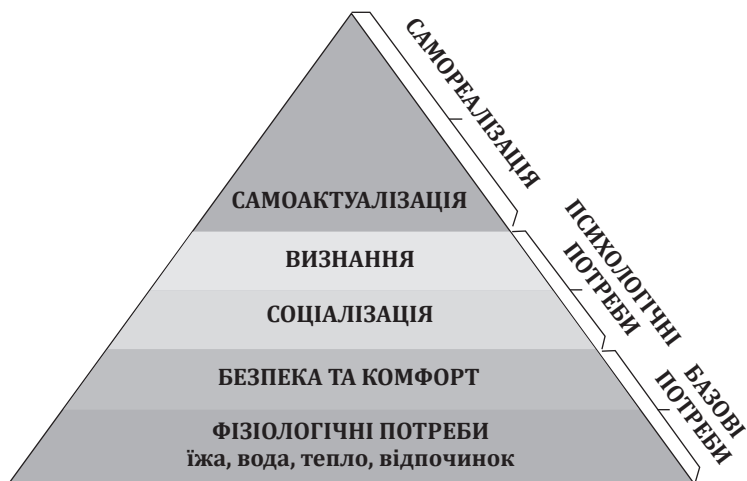 САМОРЕАЛІЗАЦІЯ
САМОАКТУАЛІЗАЦІЯ
ПСИХОЛОГІЧНІ
ПОТРЕБИ
ВИЗНАННЯ
СОЦІАЛІЗАЦІЯ
БАЗОВІ
ПОТРЕБИ
БЕЗПЕКА ТА КОМФОРТ
ФІЗІОЛОГІЧНІ ПОТРЕБИ
їжа, вода, тепло, відпочинок